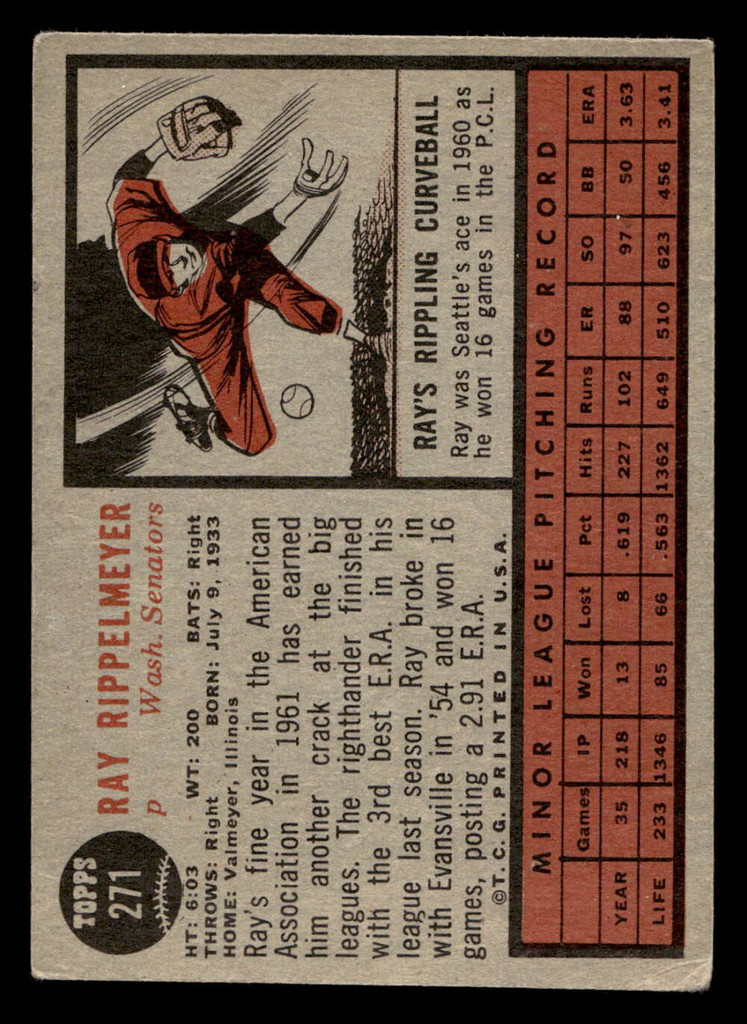 TOPPS
271
RAY RIPPELMEYER
P Wash. Senators
HT: 6:03 WT: 200 BATS: Right
THROWS: Right BORN: July 9, 1933
HOME: Valmeyer, Illinois
Ray's fine year in the American
Association in 1961 has earned
him another crack at the big
leagues. The righthander finished
with the 3rd best E.R.A. in his
league last season. Ray broke in
with Evansville in '54 and won 16
games, posting a 2.91 E.R.A.
©T.C.G. PRINTED IN U.S.A.
RAY'S RIPPLING CURVEBALL
Ray was Seattle's ace in 1960 as
he won 16 games in the P.C.L.
MINOR LEAGUE PITCHING RECORD
Games IP Won Lost Pct Hits Runs ER SO BB ERA
YEAR 35 218 13 8 .619 227 102 88 97 50 3.63
LIFE 233 1346 85 66 .563 1362 649 510 623 456 3.41